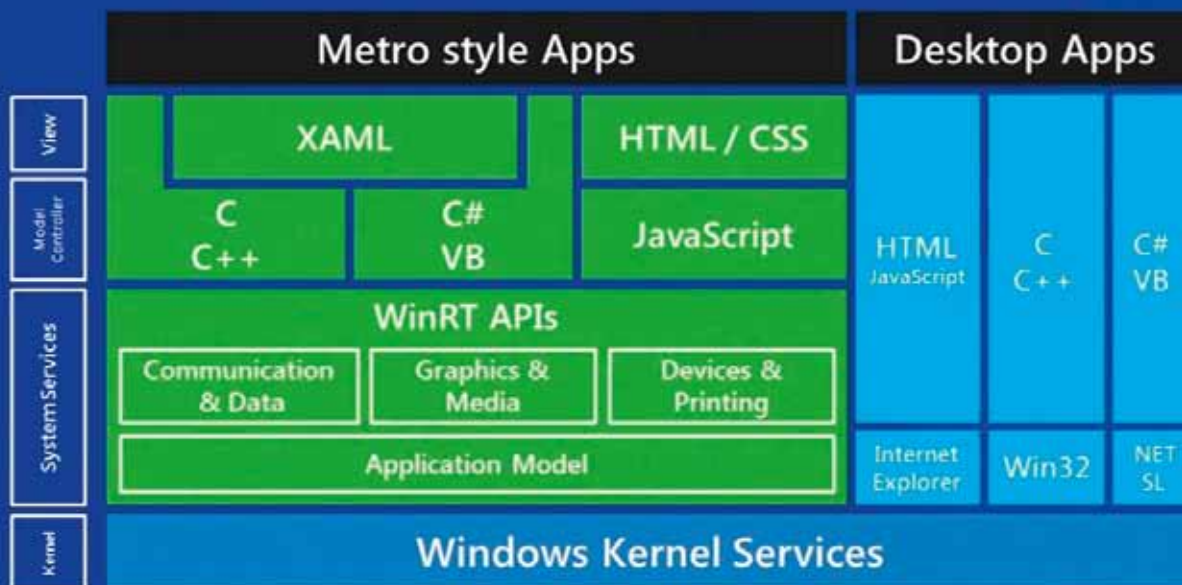 Metro style Apps
Desktop Apps
View
XAML
HTML / CSS
Model
Controller
C
C++
C#
VB
JavaScript
HTML
JavaScript
C
C++
C#
VB
System Services
WinRT APIs
Communication
& Data
Graphics &
Media
Devices &
Printing
Application Model
Internet
Explorer
Win32
NET
SL
Kernel
Windows Kernel Services